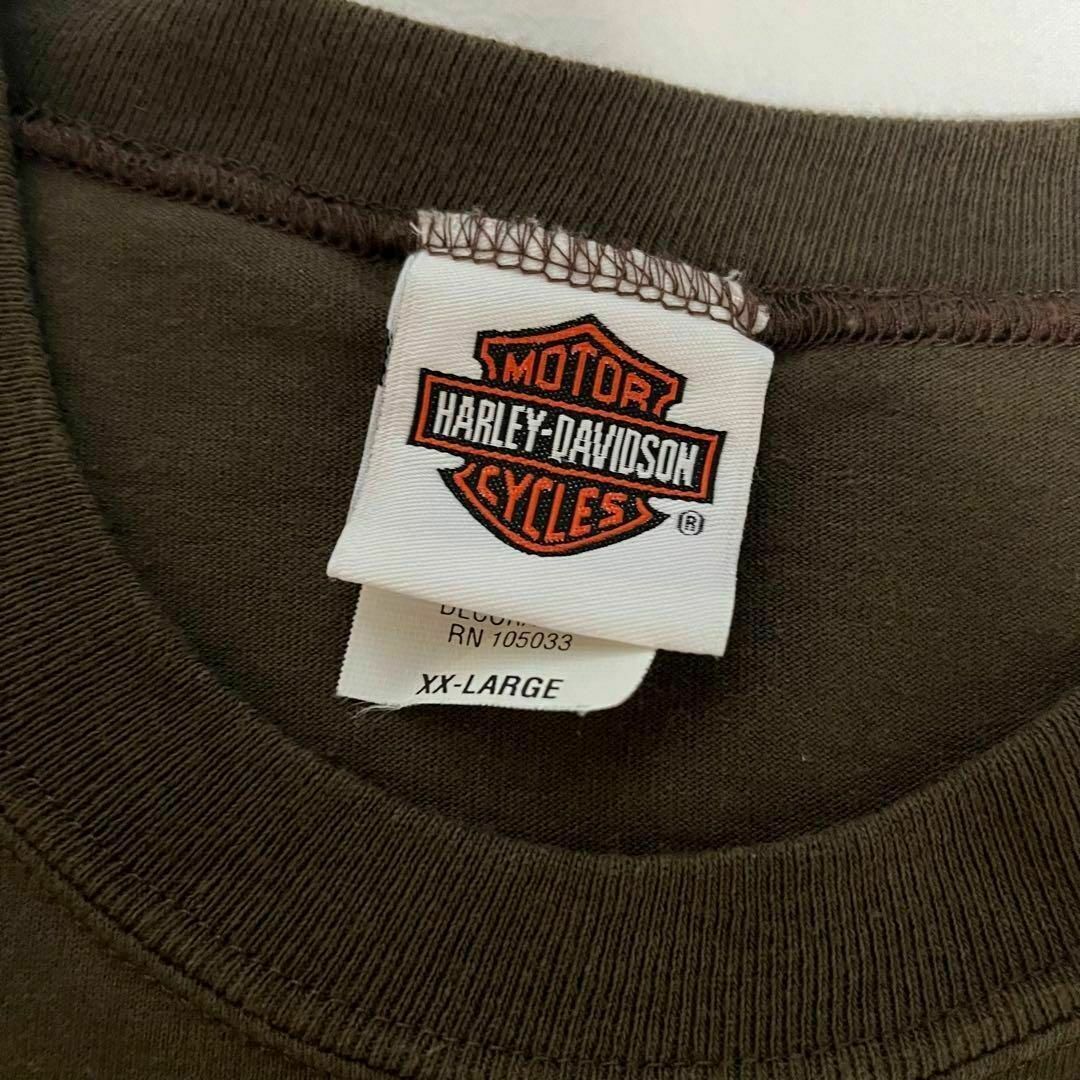 MOTOR
HARLEY-DAVIDSON
CYCLES
®
RN 105033
XX-LARGE